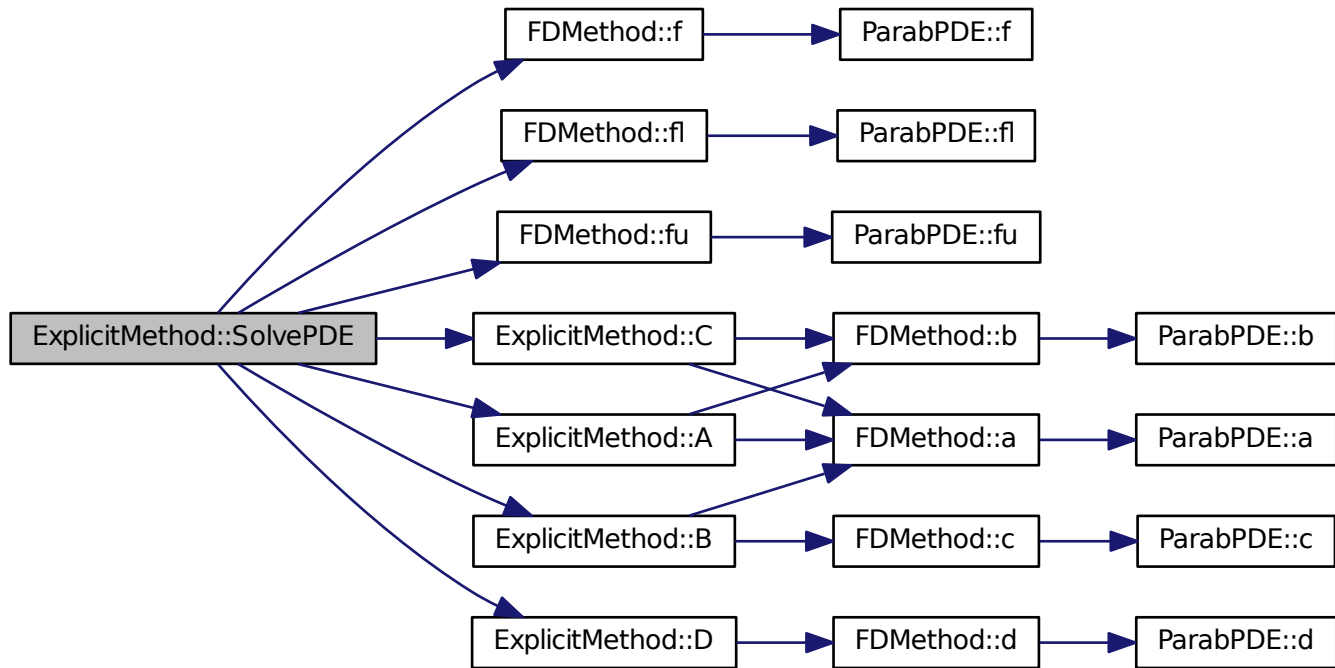 FDMethod::f
ParabPDE::f
FDMethod::fl
ParabPDE::fl
FDMethod::fu
ParabPDE::fu
ExplicitMethod::SolvePDE
ExplicitMethod::C
FDMethod::b
ParabPDE::b
ExplicitMethod::A
FDMethod::a
ParabPDE::a
ExplicitMethod::B
FDMethod::c
ParabPDE::c
ExplicitMethod::D
FDMethod::d
ParabPDE::d